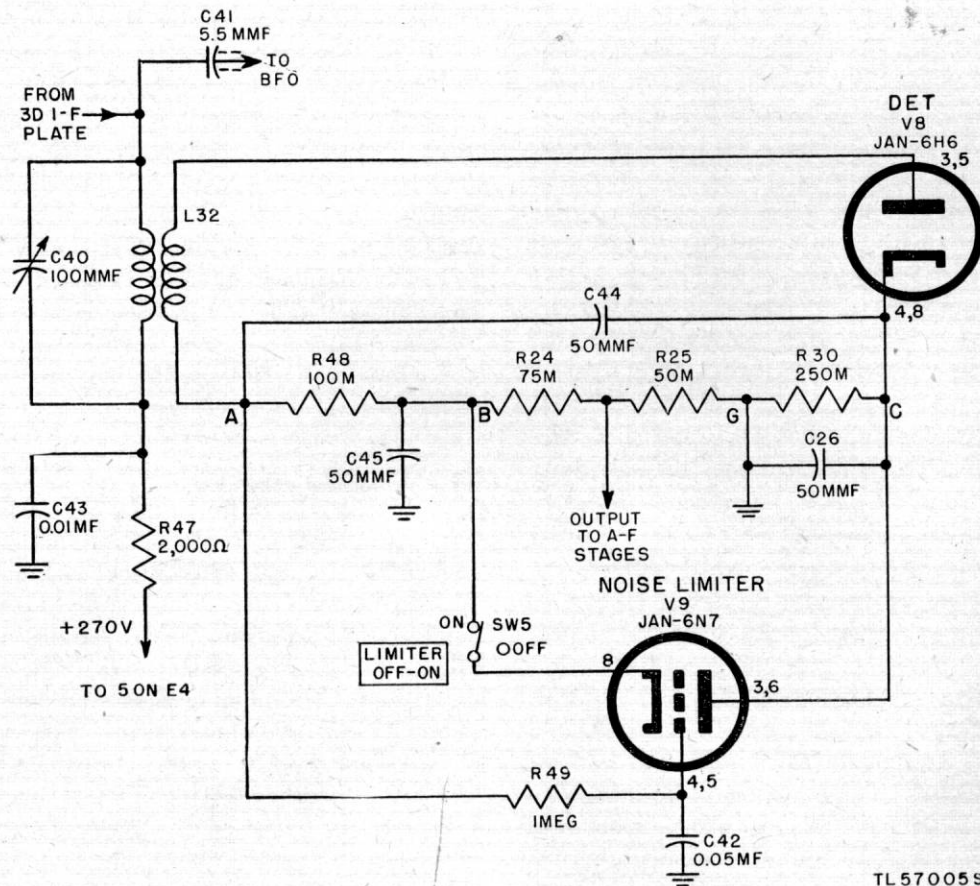 C41
5.5 MMF
TO
BFO
FROM
3D I-F
PLATE
DET
V8
JAN-6H6
3,5
L32
C40
100MMF
C44
50MMF
4,8
R48
100M
R24
75M
R25
50M
R30
250M
A
B
G
C
C45
50MMF
C26
50MMF
C43
0.01MF
R47
2,000Ω
OUTPUT
TO A-F
STAGES
NOISE LIMITER
V9
JAN-6N7
+270V
ON
SW5
OFF
LIMITER
OFF-ON
8
3,6
TO 5 ON E4
R49
1MEG
4,5
C42
0.05MF
TL57005S